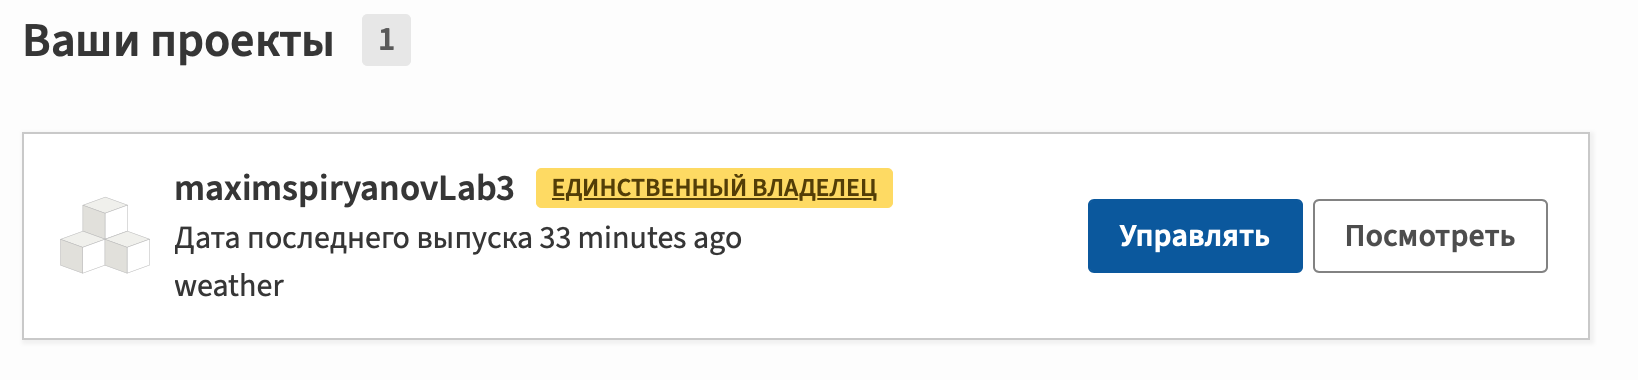 Ваши проекты 1
maximspiryanovLab3 ЕДИНСТВЕННЫЙ ВЛАДЕЛЕЦ
Дата последнего выпуска 33 minutes ago
weather
Управлять Посмотреть